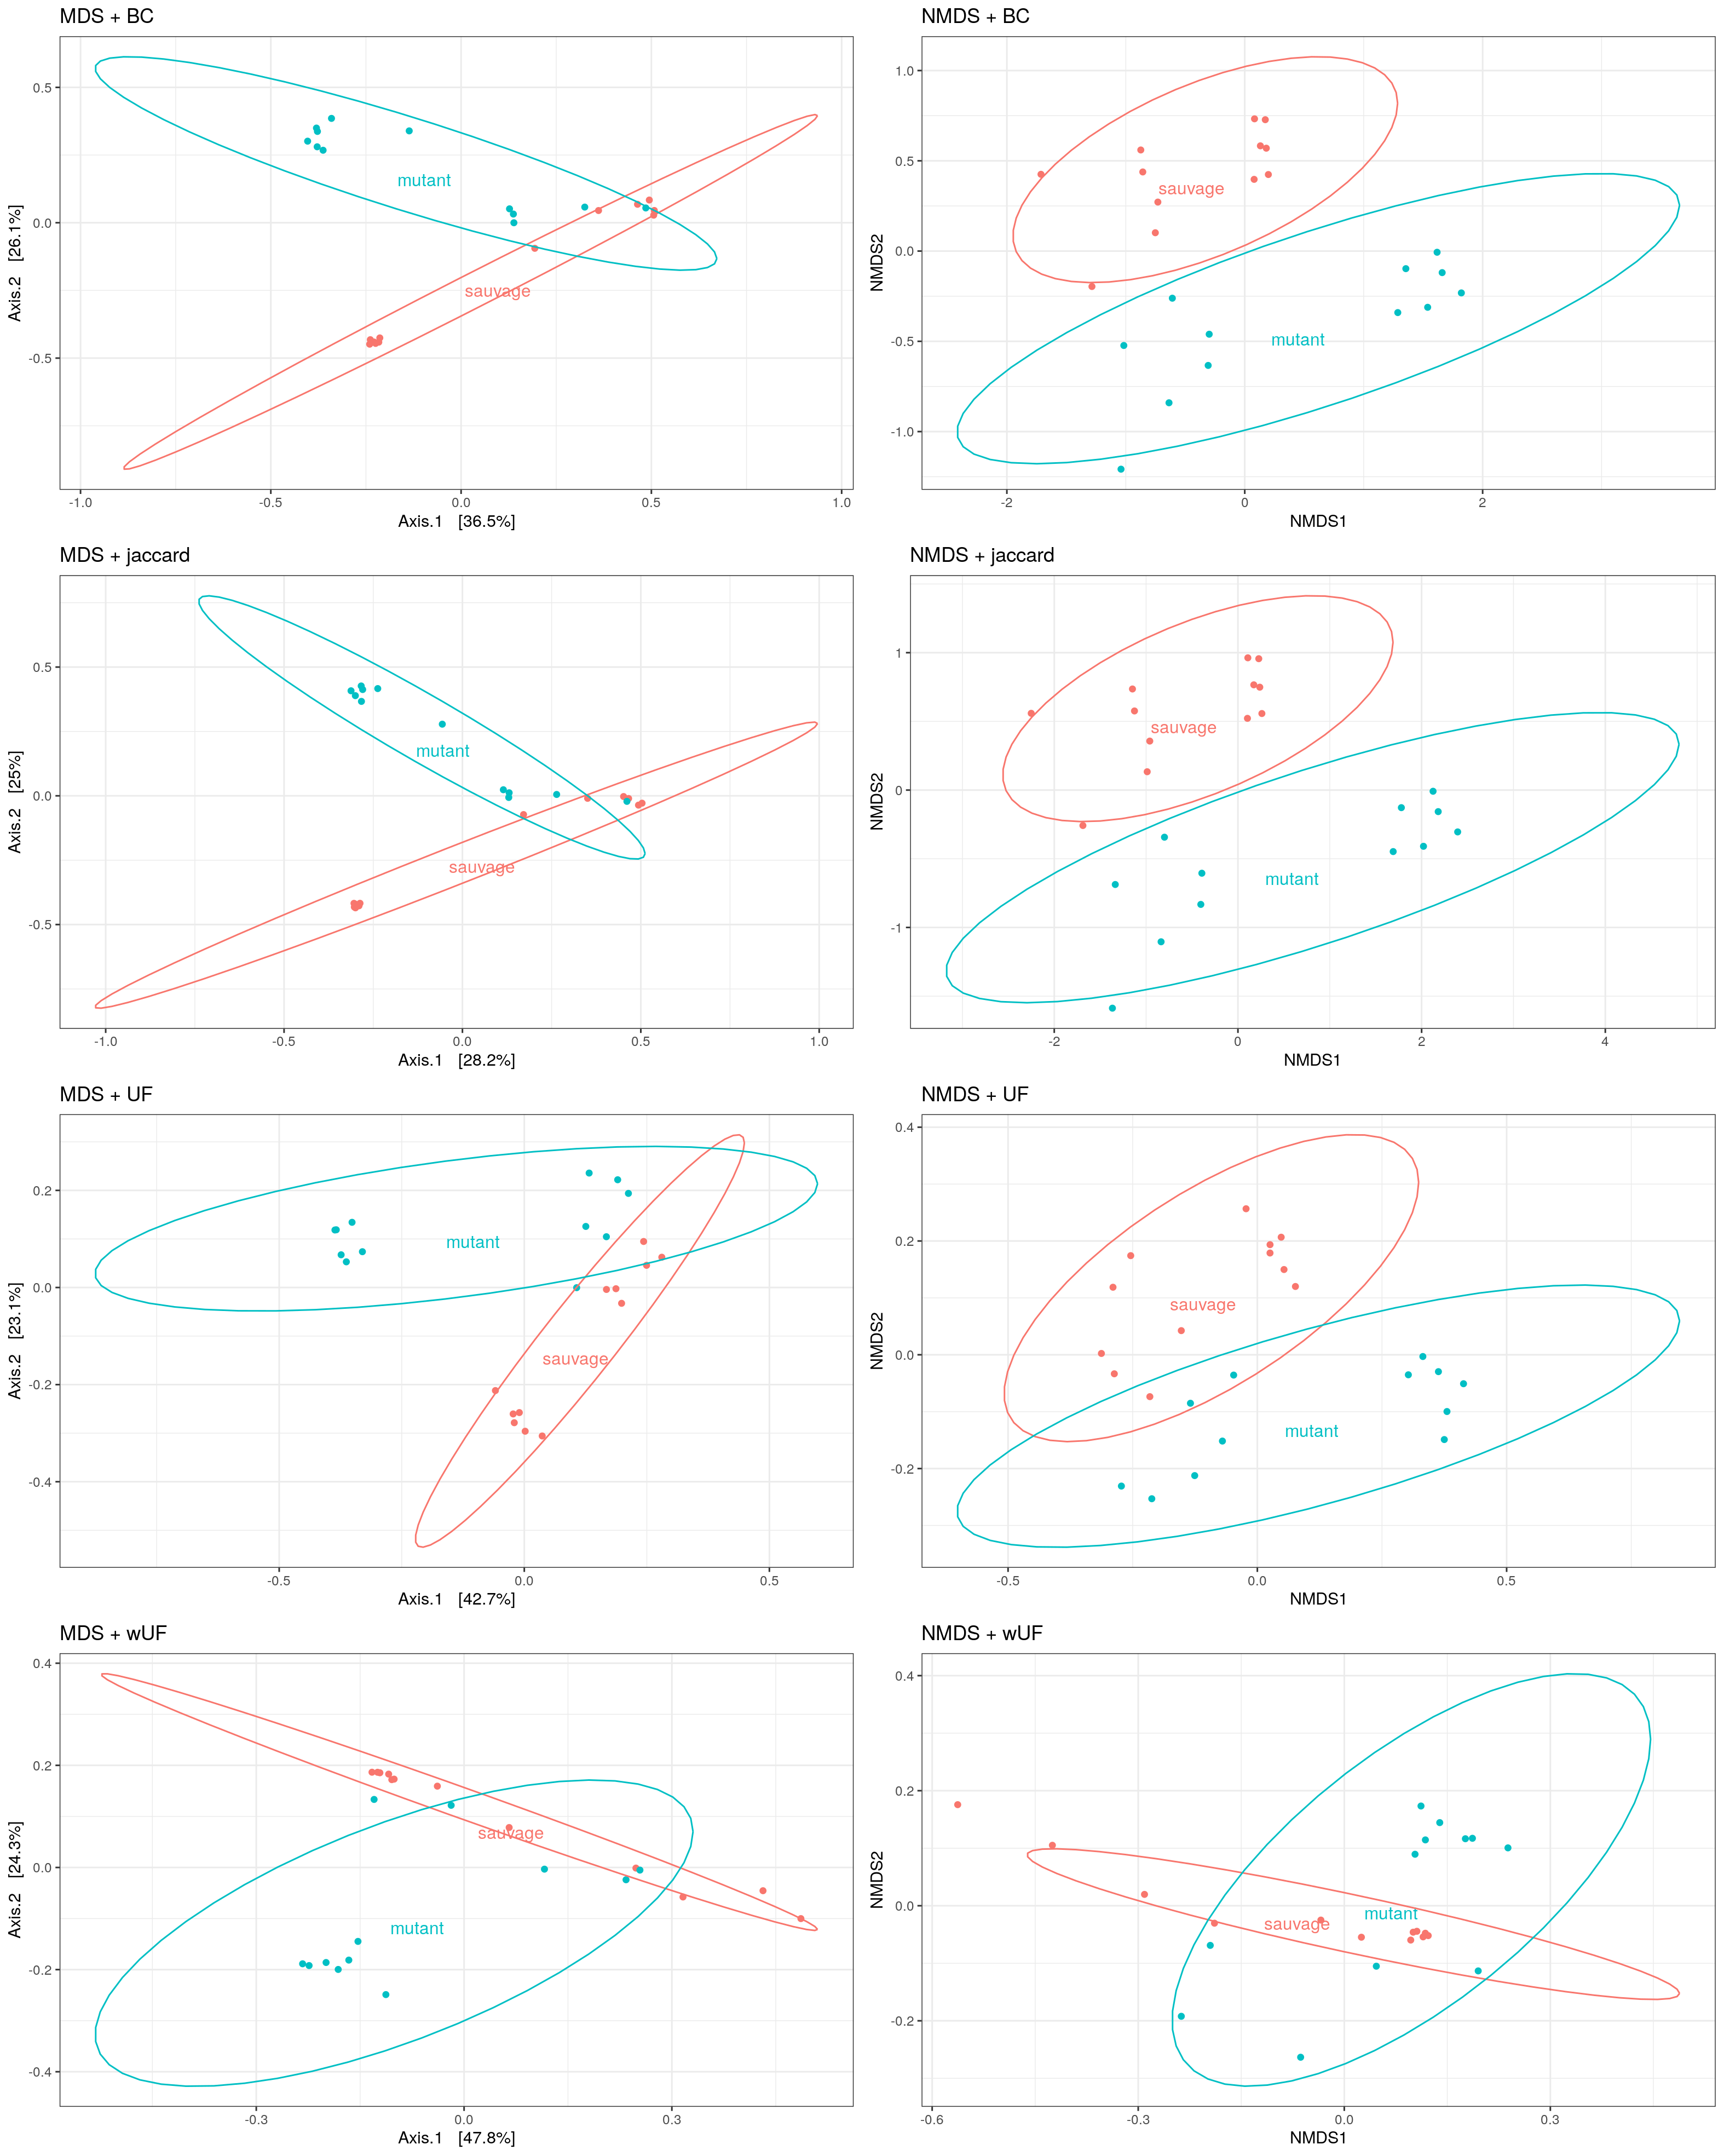 MDS + BC
NMDS + BC
0.5
0.0
-0.5
Axis.2 [26.1%]
mutant
sauvage
-1.0 -0.5 0.0 0.5 1.0
Axis.1 [36.5%]
1.0
0.5
0.0
-0.5
-1.0
NMDS2
sauvage
mutant
-2 0 2
NMDS1
MDS + jaccard
NMDS + jaccard
0.5
0.0
-0.5
Axis.2 [25%]
mutant
sauvage
-1.0 -0.5 0.0 0.5 1.0
Axis.1 [28.2%]
1
0
-1
NMDS2
sauvage
mutant
-2 0 2 4
NMDS1
MDS + UF
NMDS + UF
0.2
0.0
-0.2
-0.4
Axis.2 [23.1%]
mutant
sauvage
-0.5 0.0 0.5
Axis.1 [42.7%]
0.4
0.2
0.0
-0.2
NMDS2
sauvage
mutant
-0.5 0.0 0.5
NMDS1
MDS + wUF
NMDS + wUF
0.4
0.2
0.0
-0.2
-0.4
Axis.2 [24.3%]
sauvage
mutant
-0.3 0.0 0.3
Axis.1 [47.8%]
0.4
0.2
0.0
-0.2
NMDS2
mutant
sauvage
-0.6 -0.3 0.0 0.3
NMDS1